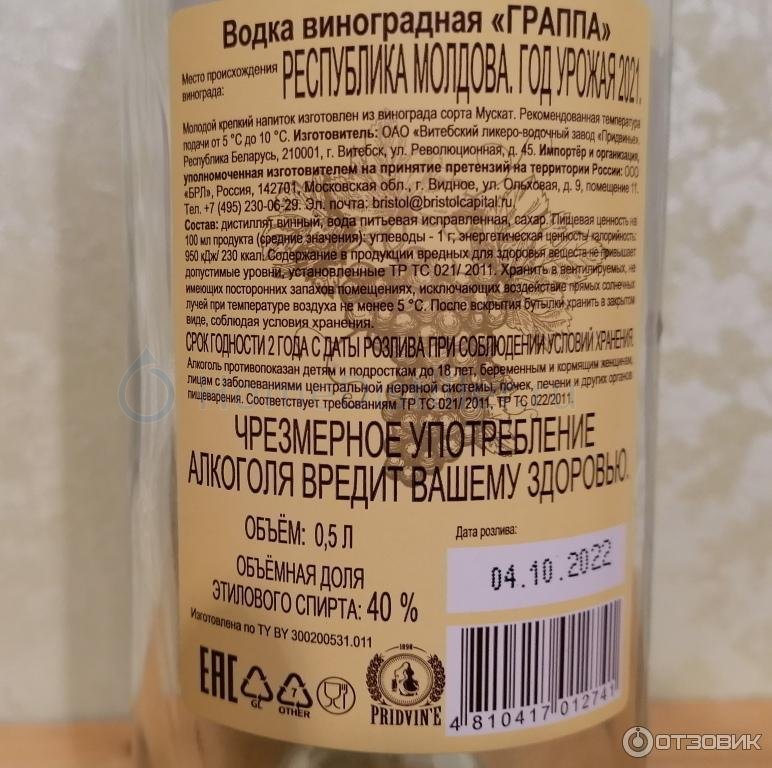 Водка виноградная «ГРАППА»
Место происхождения
винограда:
РЕСПУБЛИКА МОЛДОВА. ГОД УРОЖАЯ 2021.
Молодой крепкий напиток изготовлен из винограда сорта Мускат. Рекомендованная температура
подачи от 5 °С до 10 °С. Изготовитель: ОАО «Витебский ликеро-водочный завод «Придвинье»,
Республика Беларусь, 210001, г. Витебск, ул. Революционная, д. 45. Импортёр и организация,
уполномоченная изготовителем на принятие претензий на территории России: ООО
«БРЛ», Россия, 142701, Московская обл., г. Видное, ул. Ольховая, д. 9, помещение 11.
Тел. +7 (495) 230-06-29. Эл. почта: bristol@bristolcapital.ru.
Состав: дистиллят винный, вода питьевая исправленная, сахар. Пищевая ценность на
100 мл продукта (средние значения): углеводы - 1 г; энергетическая ценность/ калорийность:
950 кДж/ 230 ккал. Содержание в продукции вредных для здоровья веществ не превышает
допустимые уровни, установленные ТР ТС 021/ 2011. Хранить в вентилируемых, не
имеющих посторонних запахов помещениях, исключающих воздействие прямых солнечных
лучей при температуре воздуха не менее 5 °С. После вскрытия бутылки хранить в закрытом
виде, соблюдая условия хранения.
СРОК ГОДНОСТИ 2 ГОДА С ДАТЫ РОЗЛИВА ПРИ СОБЛЮДЕНИИ УСЛОВИЙ ХРАНЕНИЯ.
Алкоголь противопоказан детям и подросткам до 18 лет, беременным и кормящим женщинам,
лицам с заболеваниями центральной нервной системы, почек, печени и других органов
пищеварения. Соответствует требованиям ТР ТС 021/ 2011, ТР ТС 022/2011.
ЧРЕЗМЕРНОЕ УПОТРЕБЛЕНИЕ
АЛКОГОЛЯ ВРЕДИТ ВАШЕМУ ЗДОРОВЬЮ.
ОБЪЁМ: 0,5 Л
ОБЪЁМНАЯ ДОЛЯ
ЭТИЛОВОГО СПИРТА: 40 %
Изготовлена по ТУ BY 300200531.011
Дата розлива:
04.10.2022
EAC
GL
7
OTHER
1898
PRIDVIN'E
4 810417 012741
ОТЗОВИК